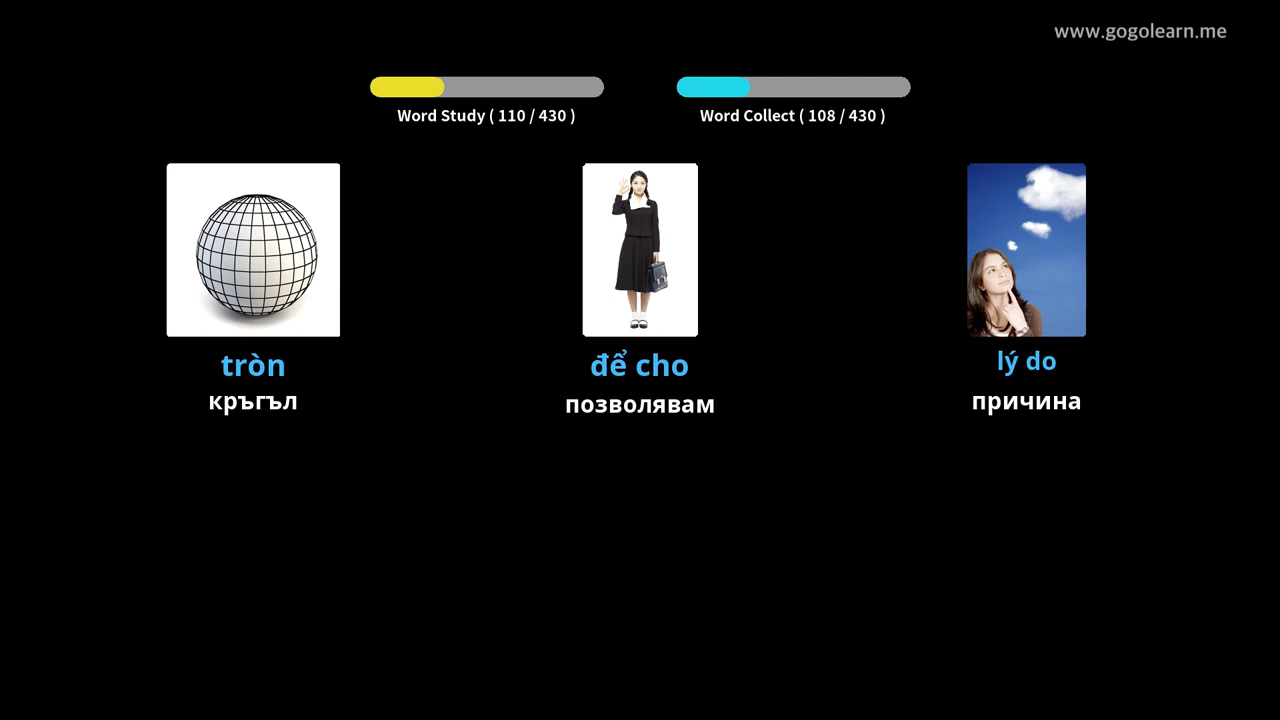 www.gogolearn.me
Word Study ( 110 / 430 )
Word Collect ( 108 / 430 )
tròn
để cho
lý do
кръгъл
позволявам
причина